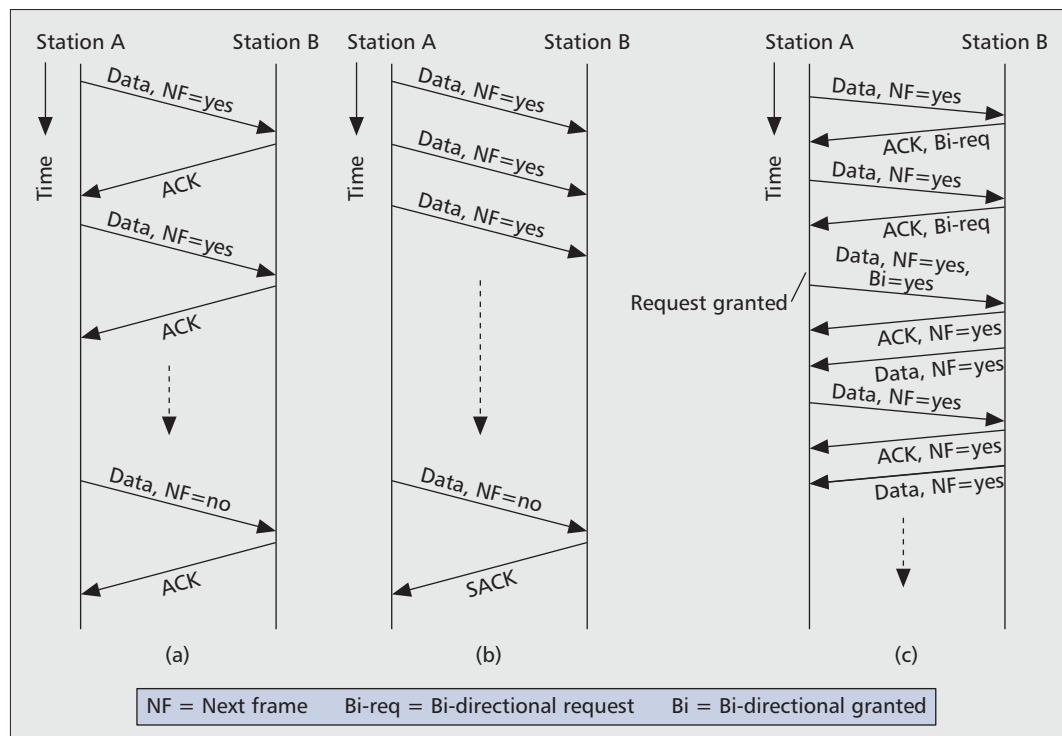 Station A
Station B
Time
Data, NF=yes
ACK
Data, NF=yes
ACK
Data, NF=no
ACK
(a)
Station A
Station B
Time
Data, NF=yes
Data, NF=yes
Data, NF=yes
Data, NF=no
SACK
(b)
Station A
Station B
Data, NF=yes
ACK, Bi-req
Data, NF=yes
ACK, Bi-req
Data, NF=yes,
Bi=yes
Request granted
ACK, NF=yes
Data, NF=yes
Data, NF=yes
ACK, NF=yes
Data, NF=yes
(c)
NF = Next frame Bi-req = Bi-directional request Bi = Bi-directional granted